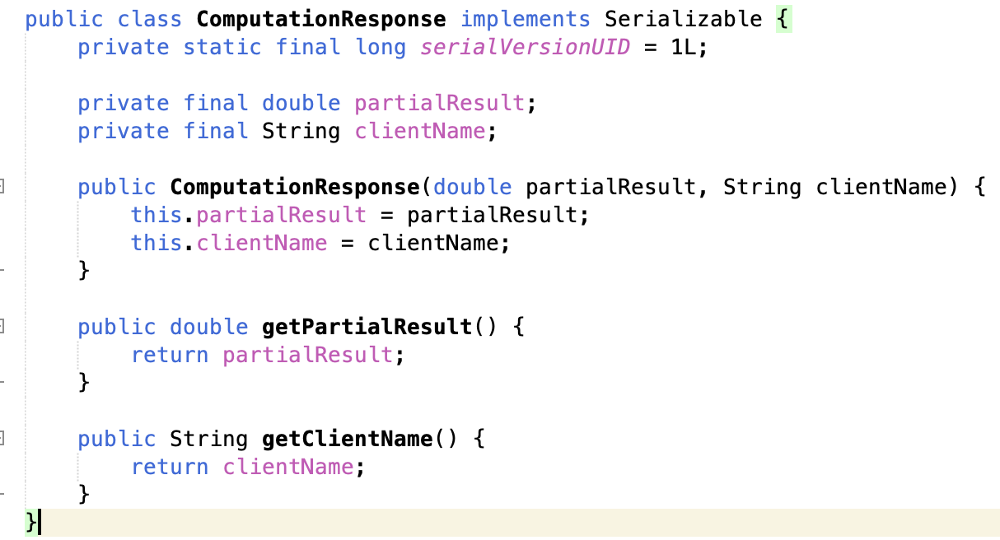 public class ComputationResponse implements Serializable {
    private static final long serialVersionUID = 1L;

    private final double partialResult;
    private final String clientName;

    public ComputationResponse(double partialResult, String clientName) {
        this.partialResult = partialResult;
        this.clientName = clientName;
    }

    public double getPartialResult() {
        return partialResult;
    }

    public String getClientName() {
        return clientName;
    }
}